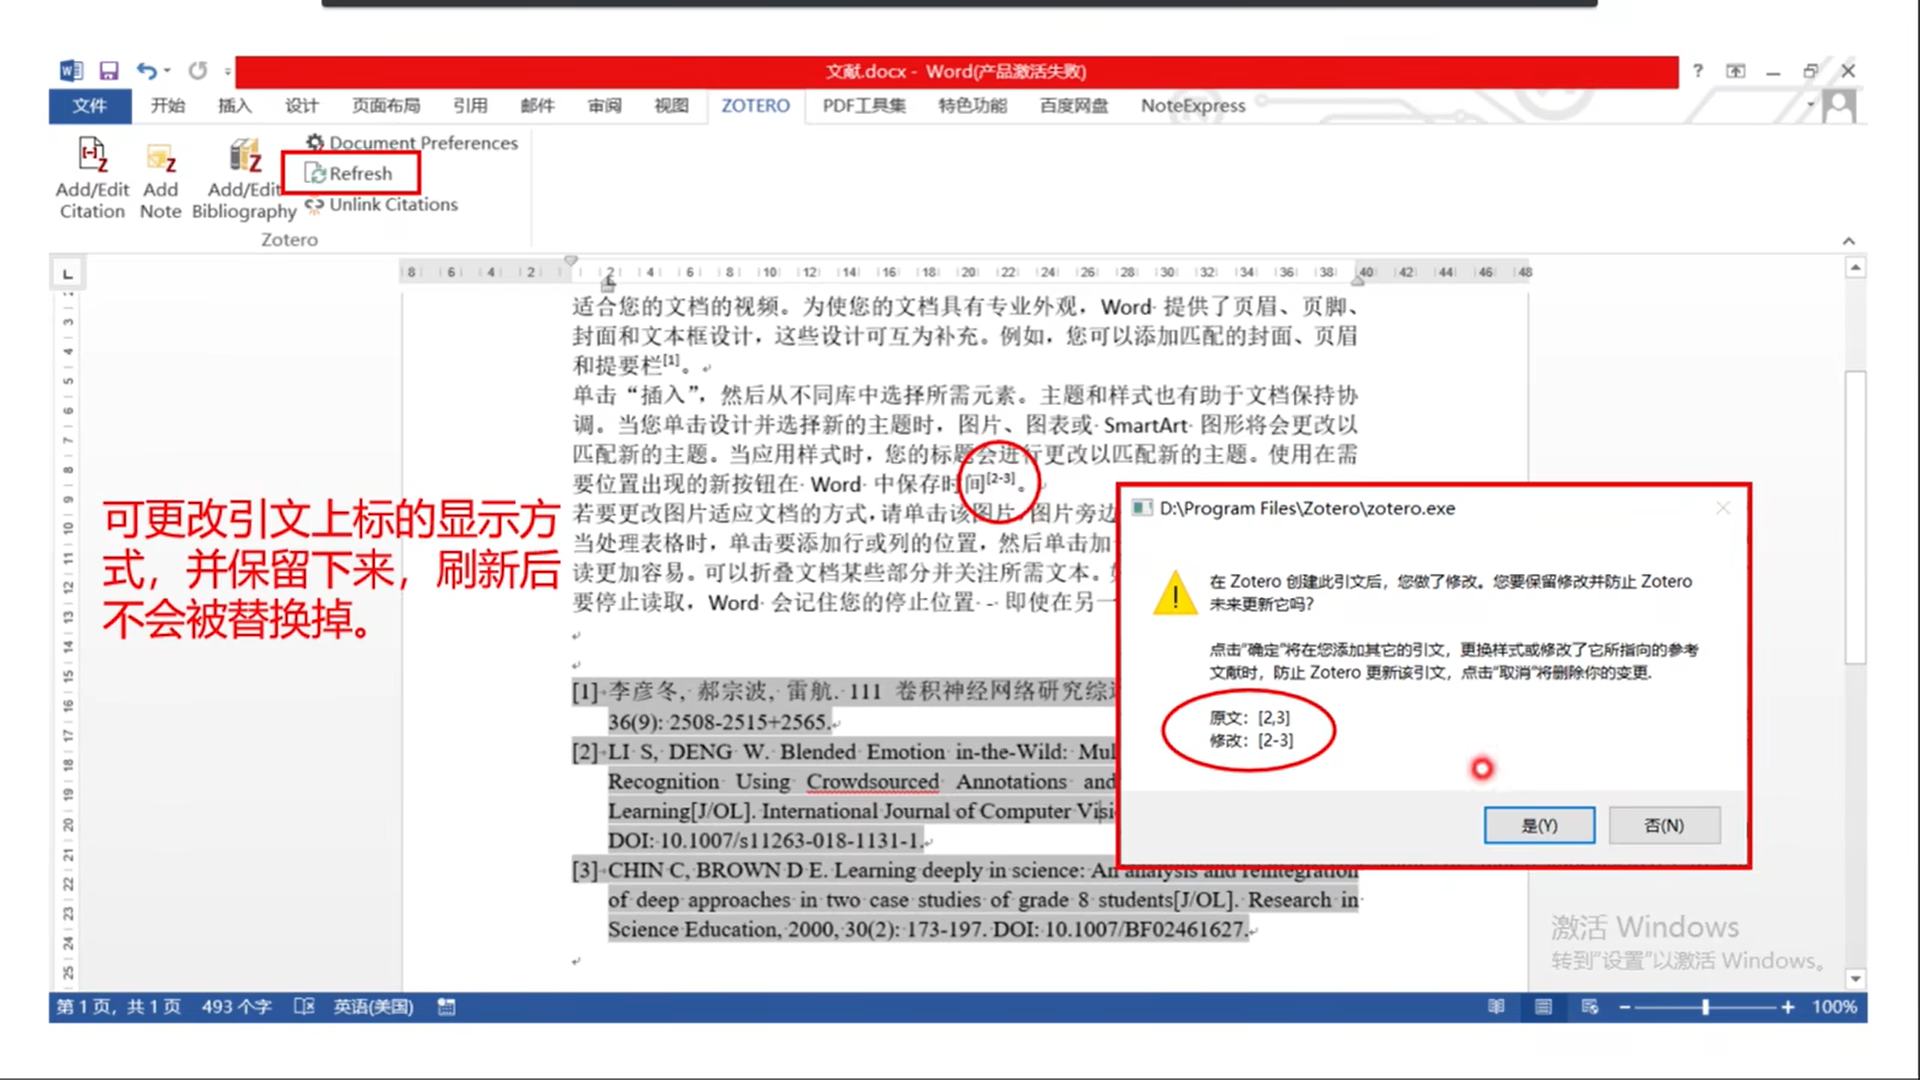 文献.docx - Word(产品激活失败)
文件 开始 插入 设计 页面布局 引用 邮件 审阅 视图 ZOTERO PDF工具集 特色功能 百度网盘 NoteExpress
Document Preferences
Refresh
Unlink Citations
Add/Edit Citation
Add Note
Add/Edit Bibliography
Zotero
8 6 4 2 2 4 6 8 10 12 14 16 18 20 22 24 26 28 30 32 34 36 38 40 42 44 46 48
适合您的文档的视频。为使您的文档具有专业外观，Word 提供了页眉、页脚、
封面和文本框设计，这些设计可互为补充。例如，您可以添加匹配的封面、页眉
和提要栏[1]。
单击“插入”，然后从不同库中选择所需元素。主题和样式也有助于文档保持协
调。当您单击设计并选择新的主题时，图片、图表或 SmartArt 图形将会更改以
匹配新的主题。当应用样式时，您的标题会进行更改以匹配新的主题。使用在需
要位置出现的新按钮在 Word 中保存时间[2-3]。
若要更改图片适应文档的方式，请单击该图片，图片旁边
当处理表格时，单击要添加行或列的位置，然后单击加
读更加容易。可以折叠文档某些部分并关注所需文本。
要停止读取，Word 会记住您的停止位置 - 即使在另一
可更改引文上标的显示方
式，并保留下来，刷新后
不会被替换掉。
[1] 李彦冬, 郝宗波, 雷航. 111 卷积神经网络研究综
36(9): 2508-2515+2565.
[2] LI S, DENG W. Blended Emotion in-the-Wild: Mul
Recognition Using Crowdsourced Annotations and
Learning[J/OL]. International Journal of Computer Visi
DOI: 10.1007/s11263-018-1131-1.
[3] CHIN C, BROWN D E. Learning deeply in science: An analysis and reintegration
of deep approaches in two case studies of grade 8 students[J/OL]. Research in
Science Education, 2000, 30(2): 173-197. DOI: 10.1007/BF02461627.
D:\Program Files\Zotero\zotero.exe
在 Zotero 创建此引文后，您做了修改。您要保留修改并防止 Zotero
未来更新它吗?
点击"确定"将在您添加其它的引文，更换样式或修改了它所指向的参考
文献时，防止 Zotero 更新该引文，点击"取消"将删除你的变更.
原文：[2,3]
修改：[2-3]
是(Y) 否(N)
激活 Windows
转到"设置"以激活 Windows。
第 1 页，共 1 页 493 个字 英语(美国) 100%